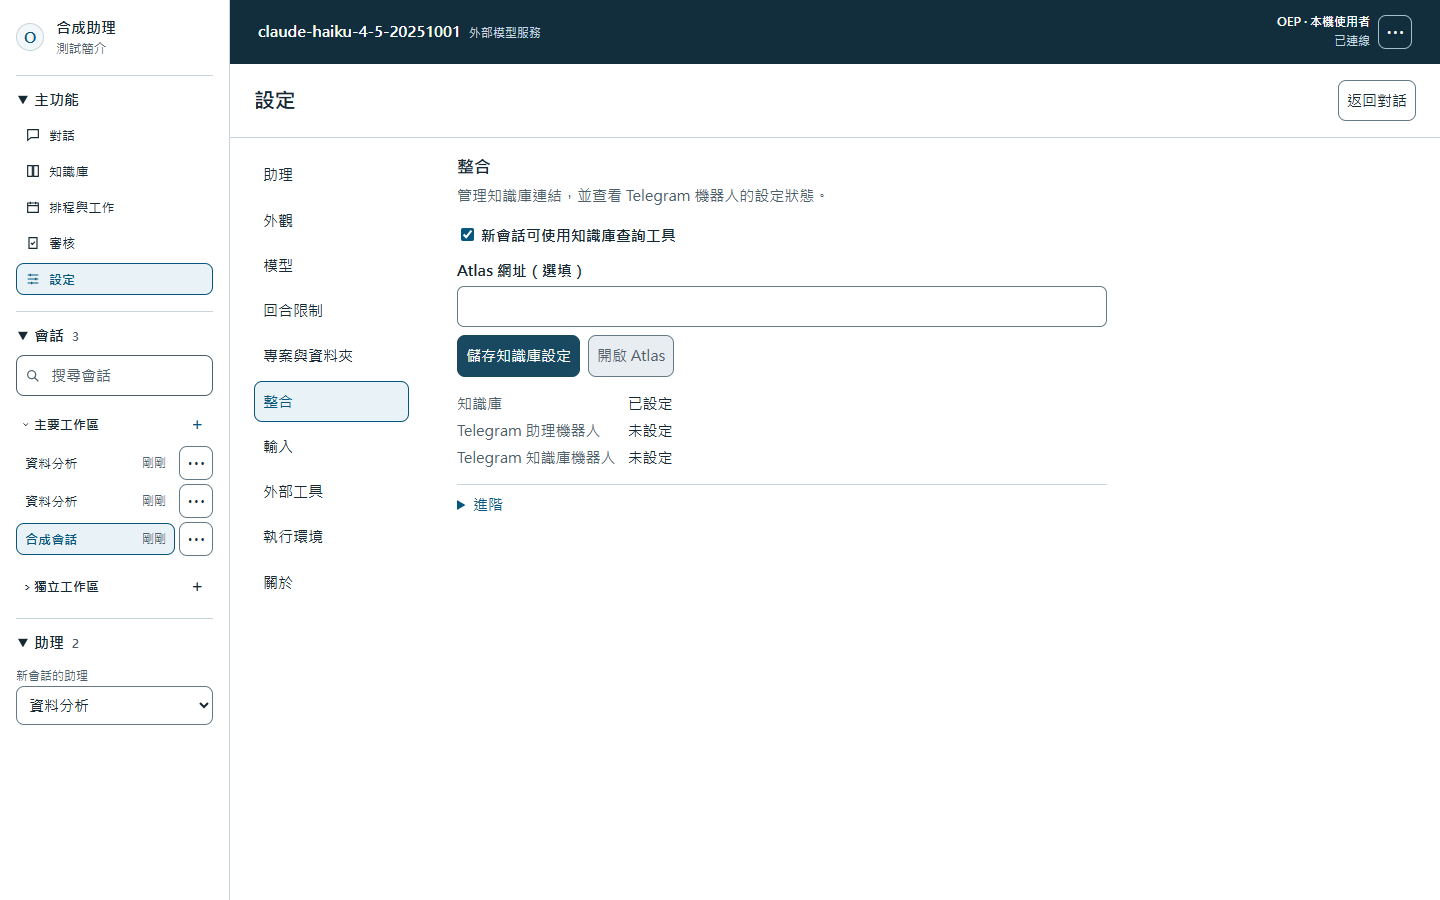 O
合成助理
測試簡介
▼ 主功能
對話
知識庫
排程與工作
審核
設定
▼ 會話 3
搜尋會話
主要工作區 +
資料分析 剛剛 ...
資料分析 剛剛 ...
合成會話 剛剛 ...
獨立工作區 +
▼ 助理 2
新會話的助理
資料分析
claude-haiku-4-5-20251001 外部模型服務
OEP · 本機使用者
已連線
...
設定
返回對話
助理
外觀
模型
回合限制
專案與資料夾
整合
輸入
外部工具
執行環境
關於
整合
管理知識庫連結，並查看 Telegram 機器人的設定狀態。
新會話可使用知識庫查詢工具
Atlas 網址（選填）
儲存知識庫設定 開啟 Atlas
知識庫 已設定
Telegram 助理機器人 未設定
Telegram 知識庫機器人 未設定
▶ 進階